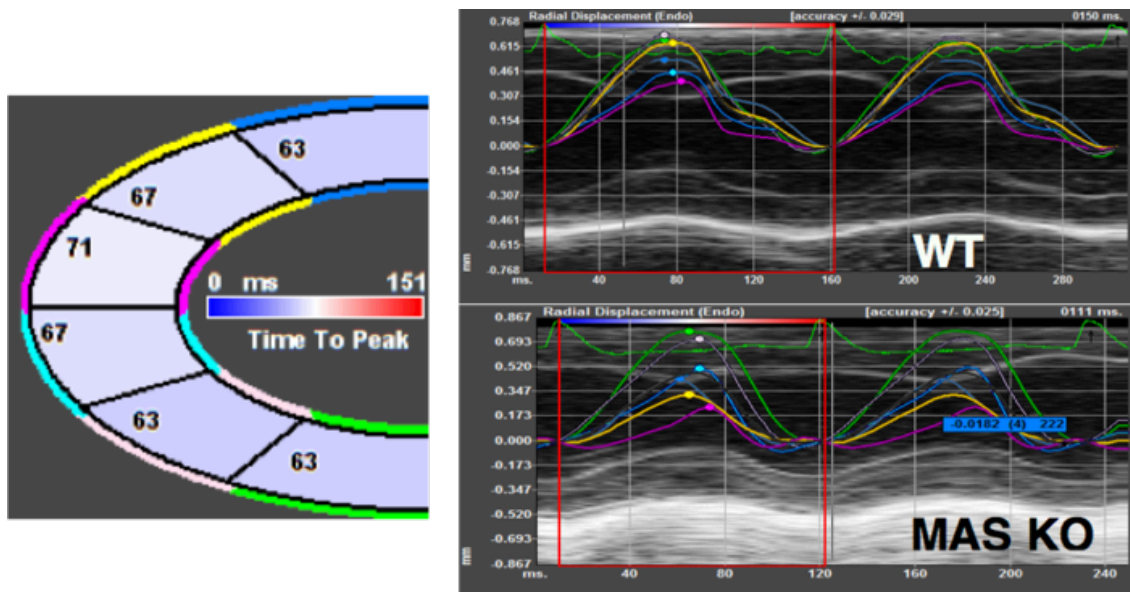 63
67
71
0 ms 151
Time To Peak
67
63
63
Radial Displacement (Endo) [accuracy +/- 0.029] 0150 ms.
0.768
0.615
0.461
0.307
0.154
0.000
-0.154
-0.307
-0.461
-0.615
-0.768
mm
ms. 40 80 120 160 200 240 280
WT
Radial Displacement (Endo) [accuracy +/- 0.025] 0111 ms.
0.867
0.693
0.520
0.347
0.173
0.000
-0.0182 (4) 222
-0.173
-0.347
-0.520
-0.693
-0.867
mm
ms. 40 80 120 160 200 240
MAS KO